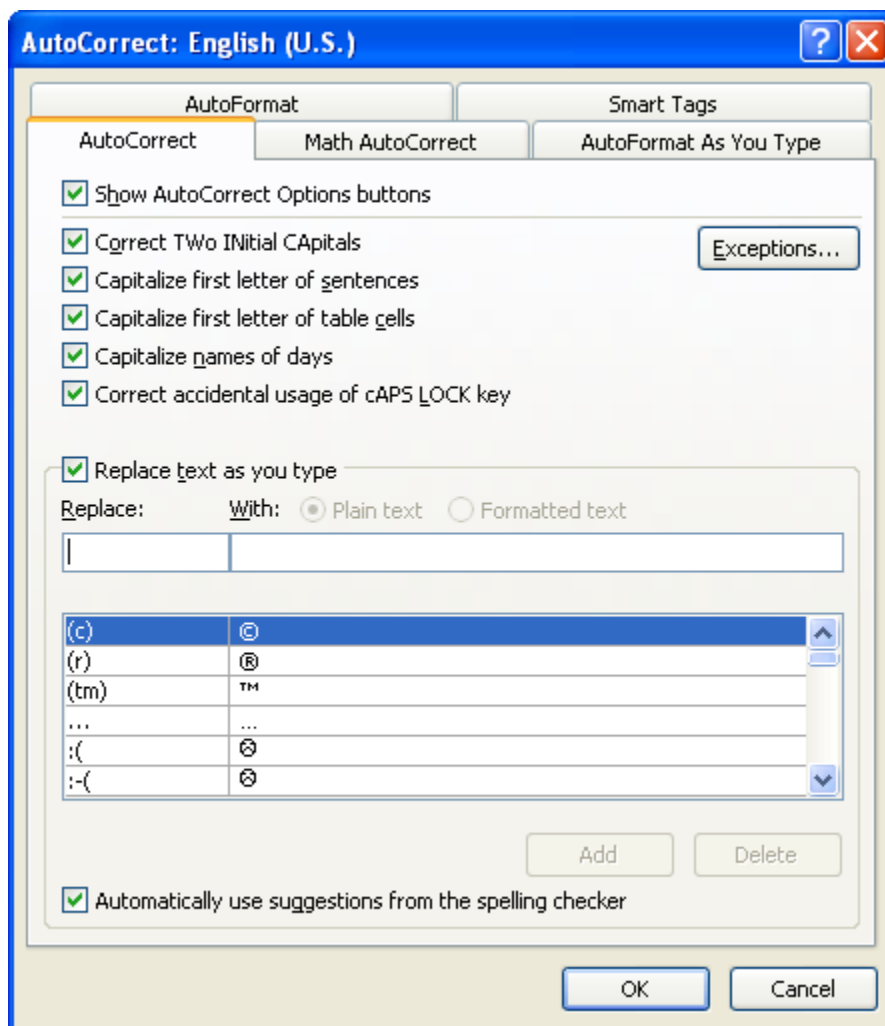 AutoCorrect: English (U.S.)
AutoFormat Smart Tags
AutoCorrect Math AutoCorrect AutoFormat As You Type
Show AutoCorrect Options buttons
Correct TWo INitial CApitals Exceptions...
Capitalize first letter of sentences
Capitalize first letter of table cells
Capitalize names of days
Correct accidental usage of cAPS LOCK key
Replace text as you type
Replace: With: Plain text Formatted text
(c) ©
(r) ®
(tm) ™
... …
:( ☹
:-( ☹
Add Delete
Automatically use suggestions from the spelling checker
OK Cancel